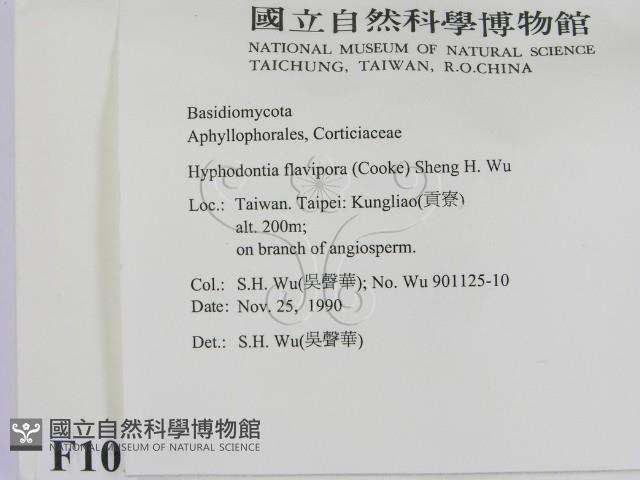 國立自然科學博物館
NATIONAL MUSEUM OF NATURAL SCIENCE
TAICHUNG, TAIWAN, R.O.CHINA
Basidiomycota
Aphyllophorales, Corticiaceae
Hyphodontia flavipora (Cooke) Sheng H. Wu
Loc.: Taiwan. Taipei: Kungliao(貢寮)
alt. 200m;
on branch of angiosperm.
Col.: S.H. Wu(吳聲華); No. Wu 901125-10
Date: Nov. 25, 1990
Det.: S.H. Wu(吳聲華)
國立自然科學博物館
NATIONAL MUSEUM OF NATURAL SCIENCE
F10